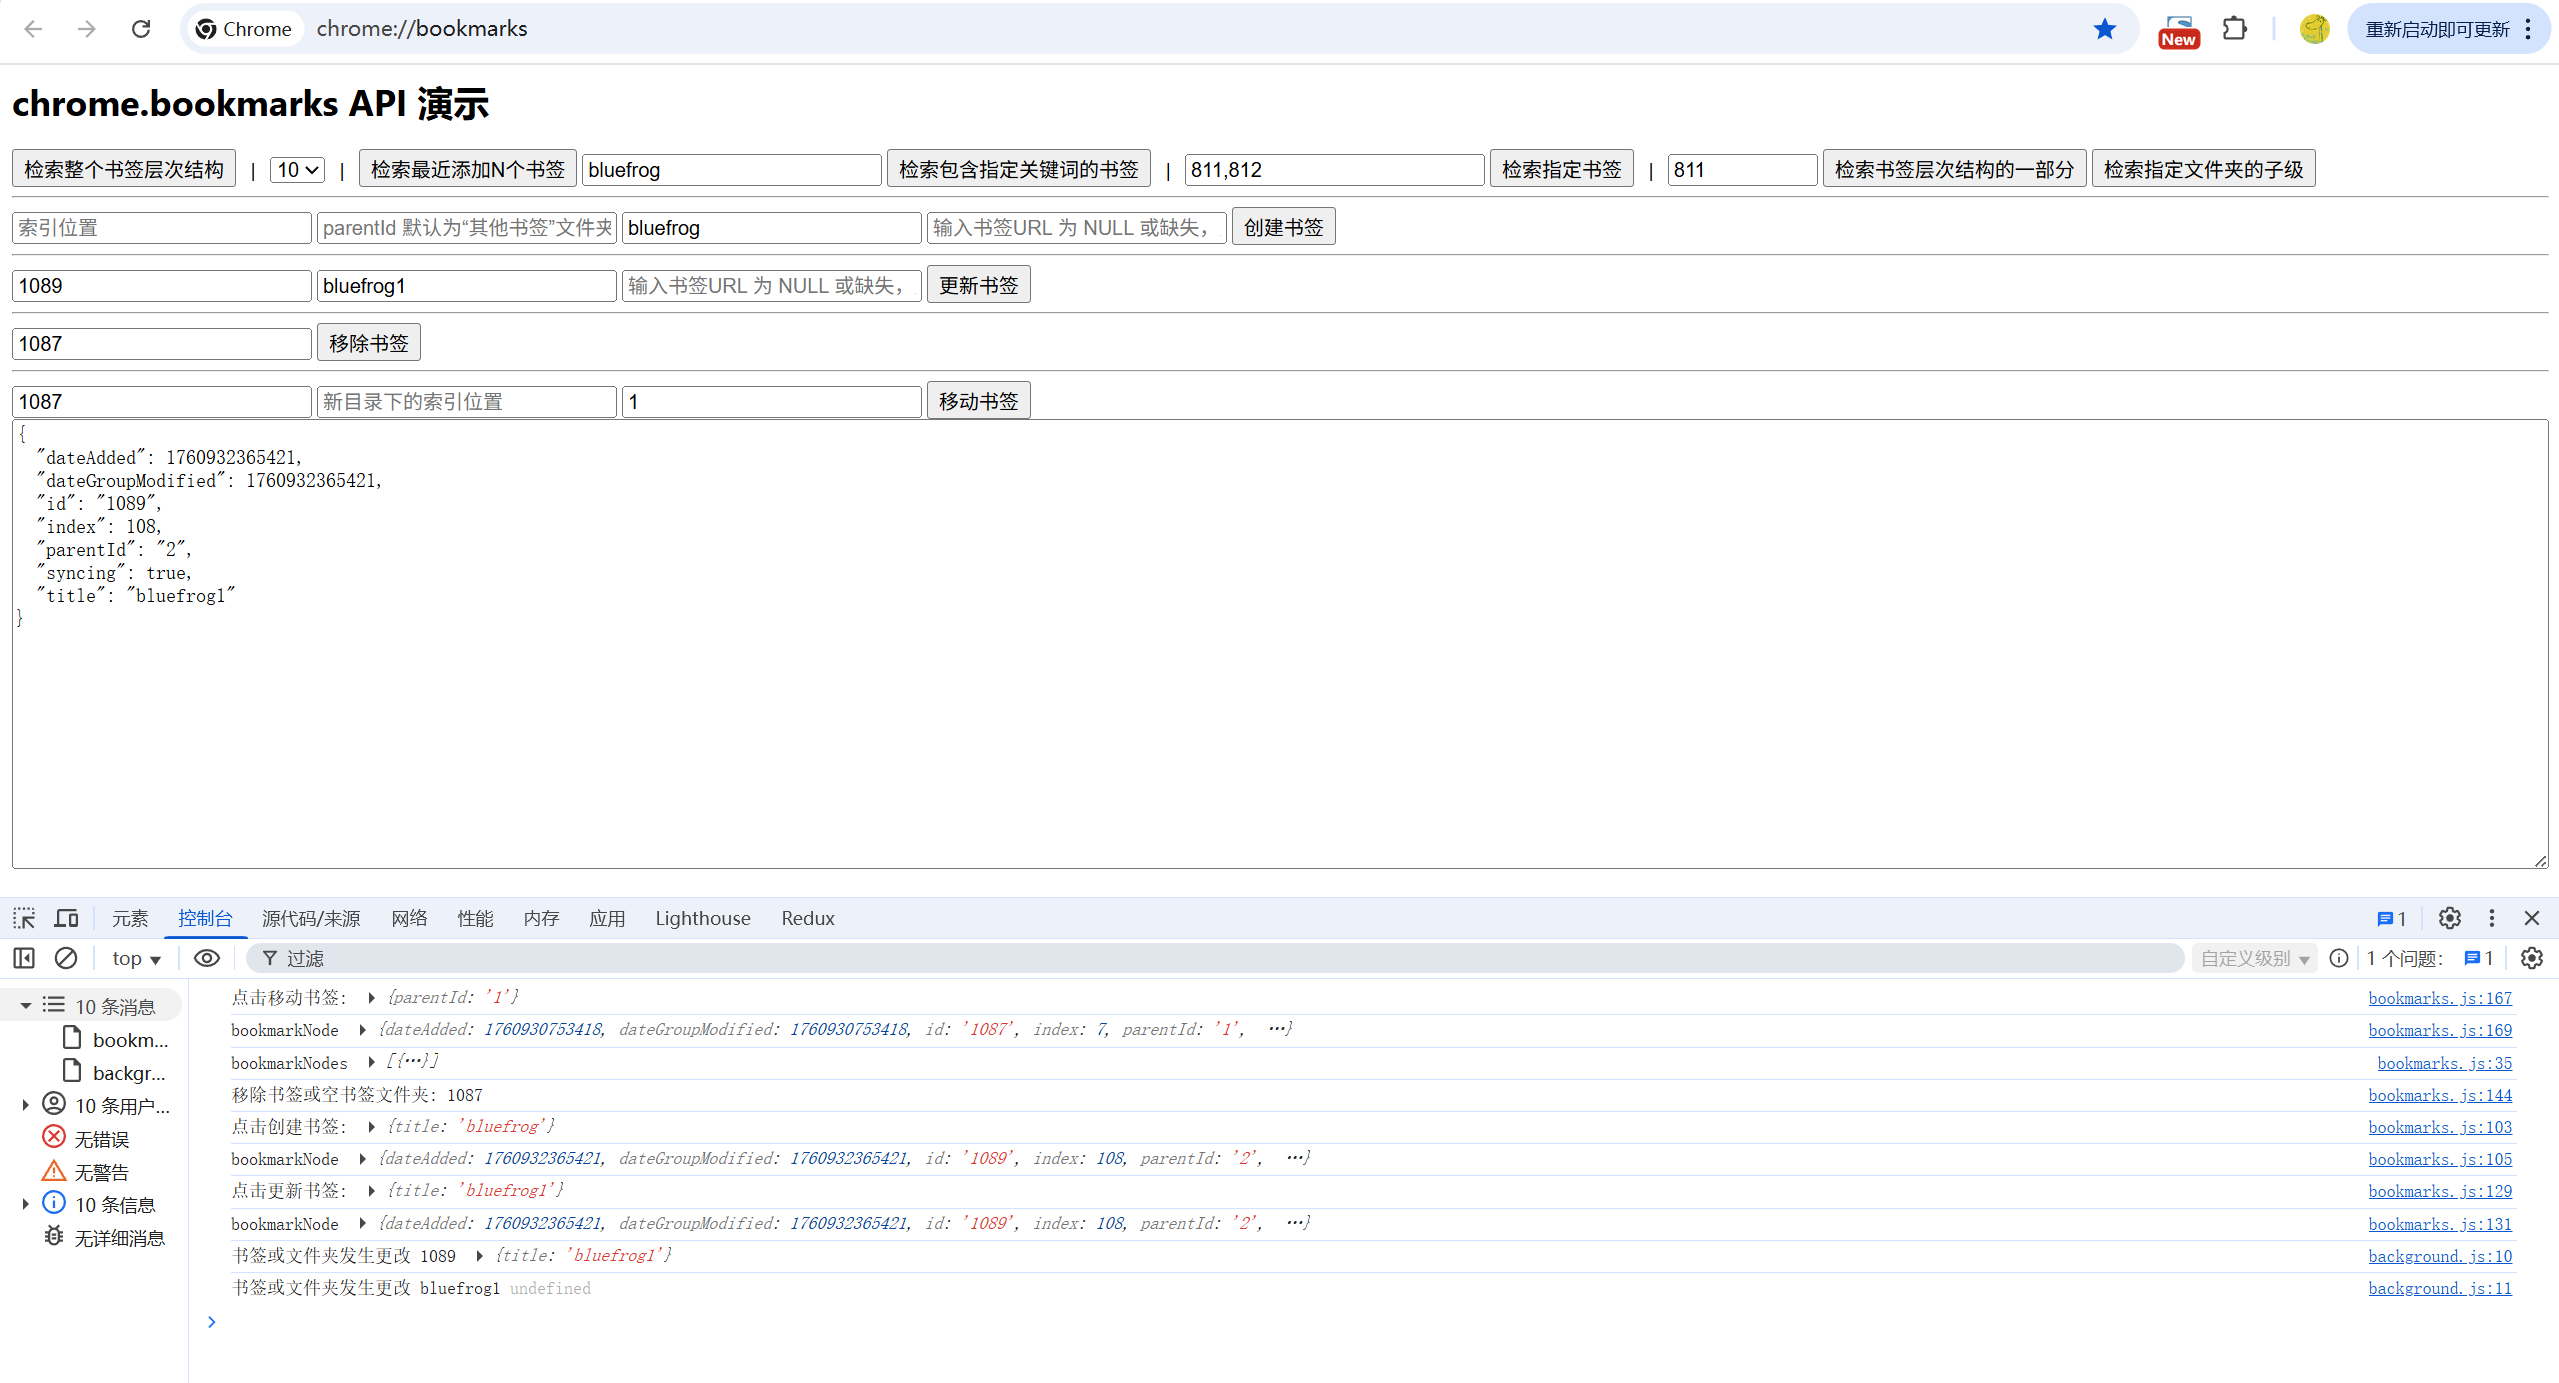 Chrome chrome://bookmarks New 重新启动即可更新
chrome.bookmarks API 演示
检索整个书签层次结构 | 10 | 检索最近添加N个书签 bluefrog 检索包含指定关键词的书签 | 811,812 检索指定书签 | 811 检索书签层次结构的一部分 检索指定文件夹的子级
索引位置 parentId 默认为“其他书签”文件夹 bluefrog 输入书签URL 为 NULL 或缺失， 创建书签
1089 bluefrog1 输入书签URL 为 NULL 或缺失， 更新书签
1087 移除书签
1087 新目录下的索引位置 1 移动书签
{
"dateAdded": 1760932365421,
"dateGroupModified": 1760932365421,
"id": "1089",
"index": 108,
"parentId": "2",
"syncing": true,
"title": "bluefrog1"
}
元素 控制台 源代码/来源 网络 性能 内存 应用 Lighthouse Redux 1
top 过滤 自定义级别 1 个问题： 1
10 条消息
bookm...
backgr...
10 条用户...
无错误
无警告
10 条信息
无详细消息
点击移动书签: {parentId: '1'} bookmarks.js:167
bookmarkNode {dateAdded: 1760930753418, dateGroupModified: 1760930753418, id: '1087', index: 7, parentId: '1', …} bookmarks.js:169
bookmarkNodes [{…}] bookmarks.js:35
移除书签或空书签文件夹: 1087 bookmarks.js:144
点击创建书签: {title: 'bluefrog'} bookmarks.js:103
bookmarkNode {dateAdded: 1760932365421, dateGroupModified: 1760932365421, id: '1089', index: 108, parentId: '2', …} bookmarks.js:105
点击更新书签: {title: 'bluefrog1'} bookmarks.js:129
bookmarkNode {dateAdded: 1760932365421, dateGroupModified: 1760932365421, id: '1089', index: 108, parentId: '2', …} bookmarks.js:131
书签或文件夹发生更改 1089 {title: 'bluefrog1'} background.js:10
书签或文件夹发生更改 bluefrog1 undefined background.js:11